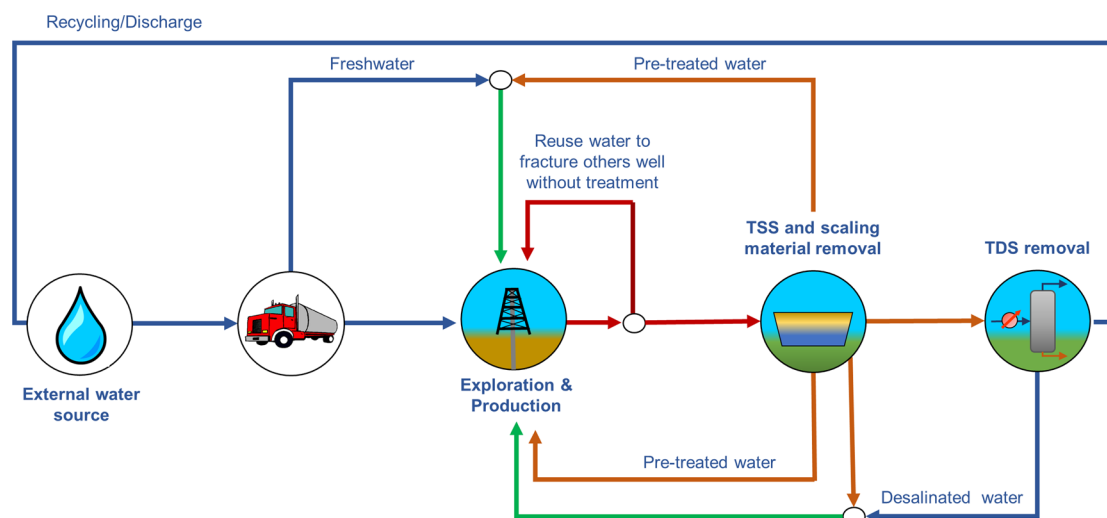 Recycling/Discharge
Freshwater
Pre-treated water
Reuse water to
fracture others well
without treatment
TSS and scaling
material removal
TDS removal
External water
source
Exploration &
Production
Pre-treated water
Desalinated water